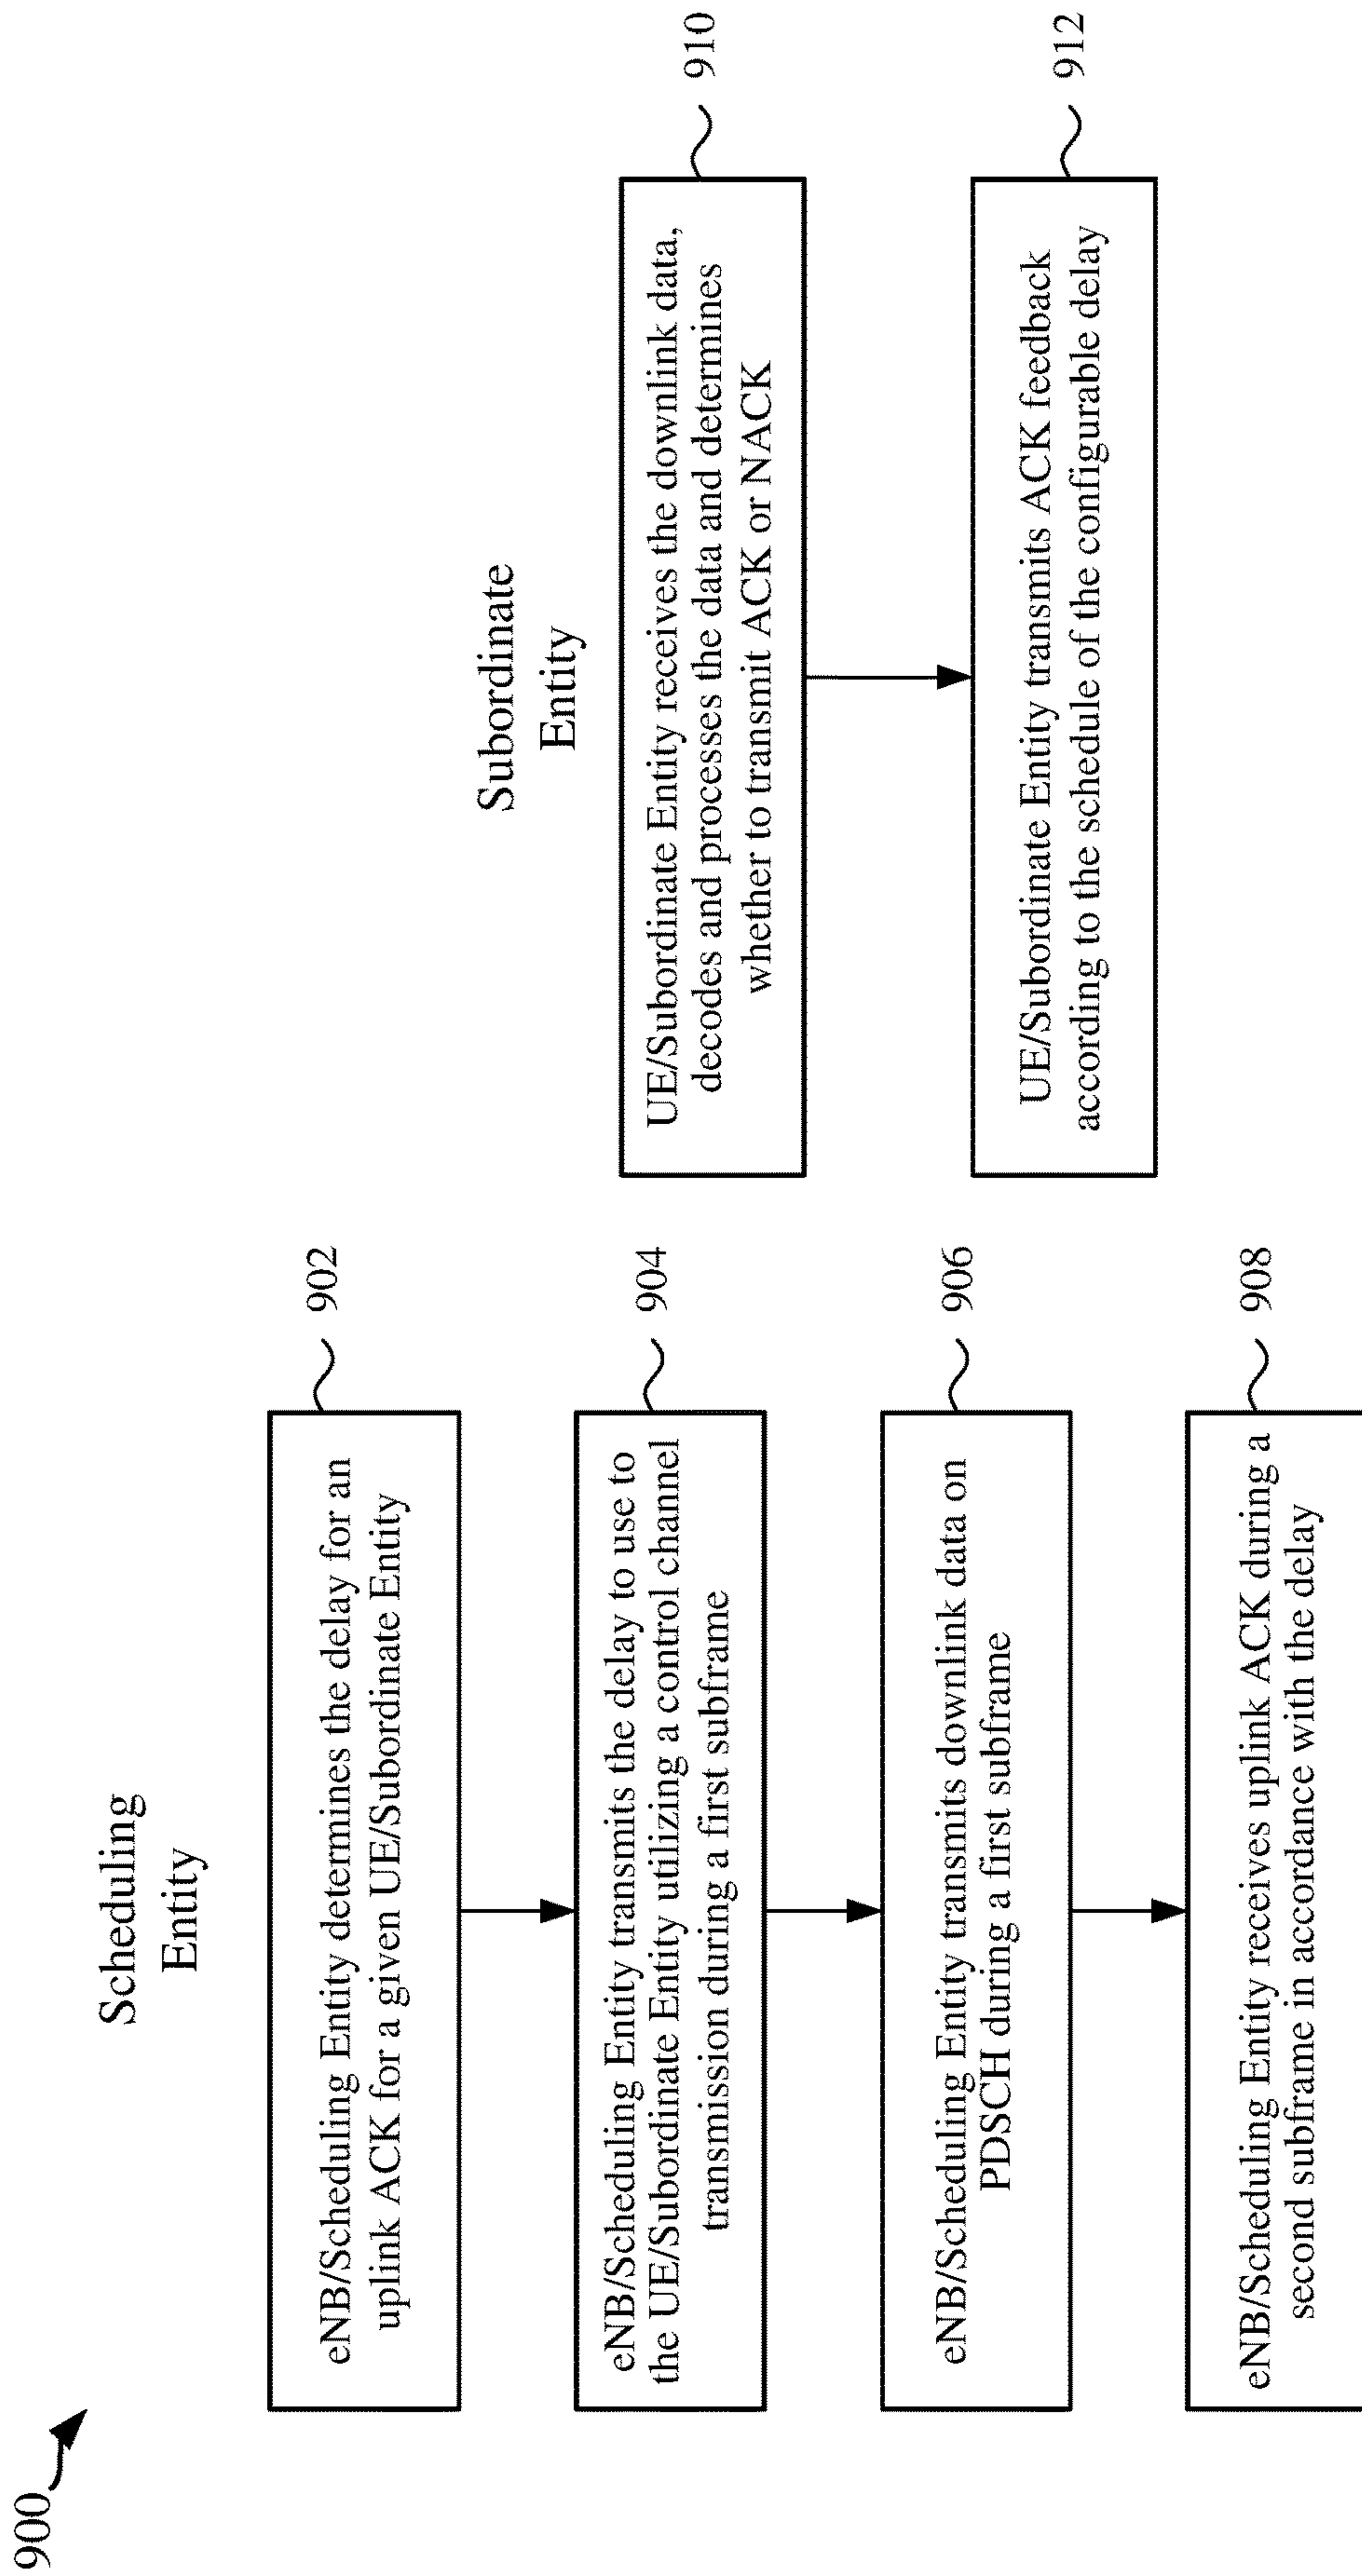 900
Scheduling
Entity
eNB/Scheduling Entity determines the delay for an
uplink ACK for a given UE/Subordinate Entity
902
eNB/Scheduling Entity transmits the delay to use to
the UE/Subordinate Entity utilizing a control channel
transmission during a first subframe
904
eNB/Scheduling Entity transmits downlink data on
PDSCH during a first subframe
906
eNB/Scheduling Entity receives uplink ACK during a
second subframe in accordance with the delay
908
Subordinate
Entity
UE/Subordinate Entity receives the downlink data,
decodes and processes the data and determines
whether to transmit ACK or NACK
910
UE/Subordinate Entity transmits ACK feedback
according to the schedule of the configurable delay
912